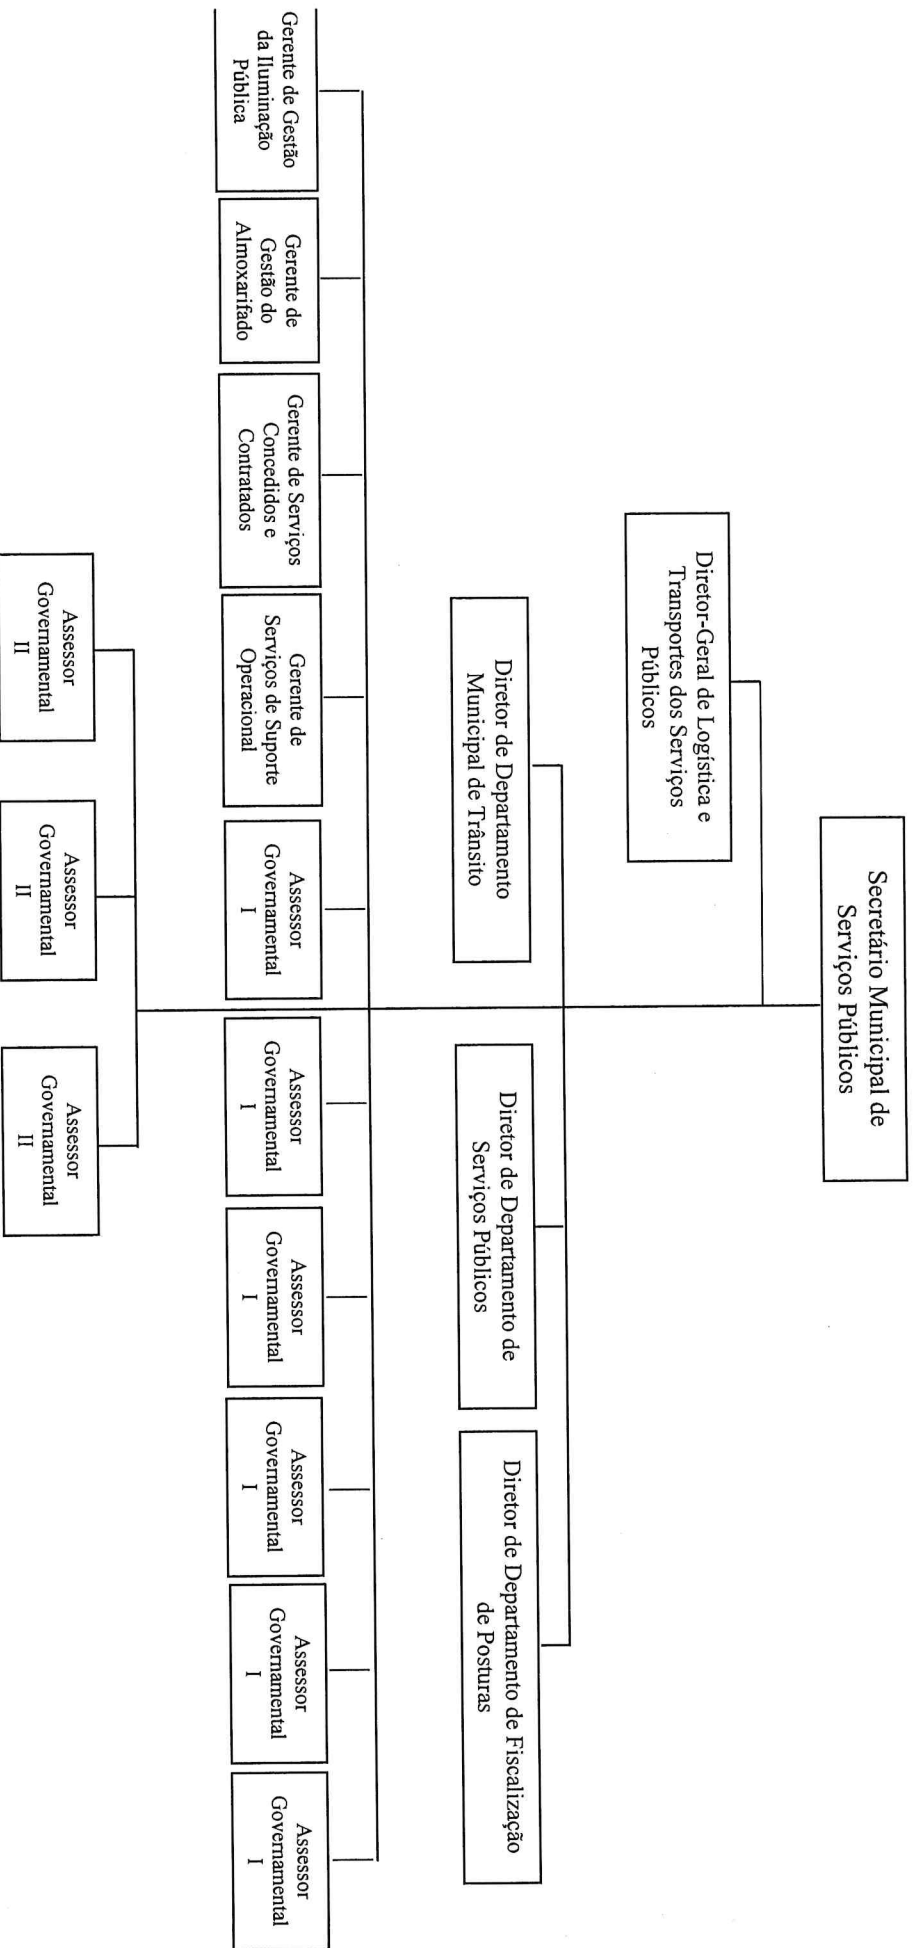 Secretário Municipal de
Serviços Públicos
Diretor-Geral de Logística e
Transportes dos Serviços
Públicos
Diretor de Departamento
Municipal de Trânsito
Diretor de Departamento de
Serviços Públicos
Diretor de Departamento de Fiscalização
de Posturas
Gerente de Gestão
da Iluminação
Pública
Gerente de
Gestão do
Almoxarifado
Gerente de Serviços
Concedidos e
Contratados
Gerente de
Serviços de Suporte
Operacional
Assessor
Governamental
I
Assessor
Governamental
I
Assessor
Governamental
I
Assessor
Governamental
I
Assessor
Governamental
I
Assessor
Governamental
I
Assessor
Governamental
II
Assessor
Governamental
II
Assessor
Governamental
II